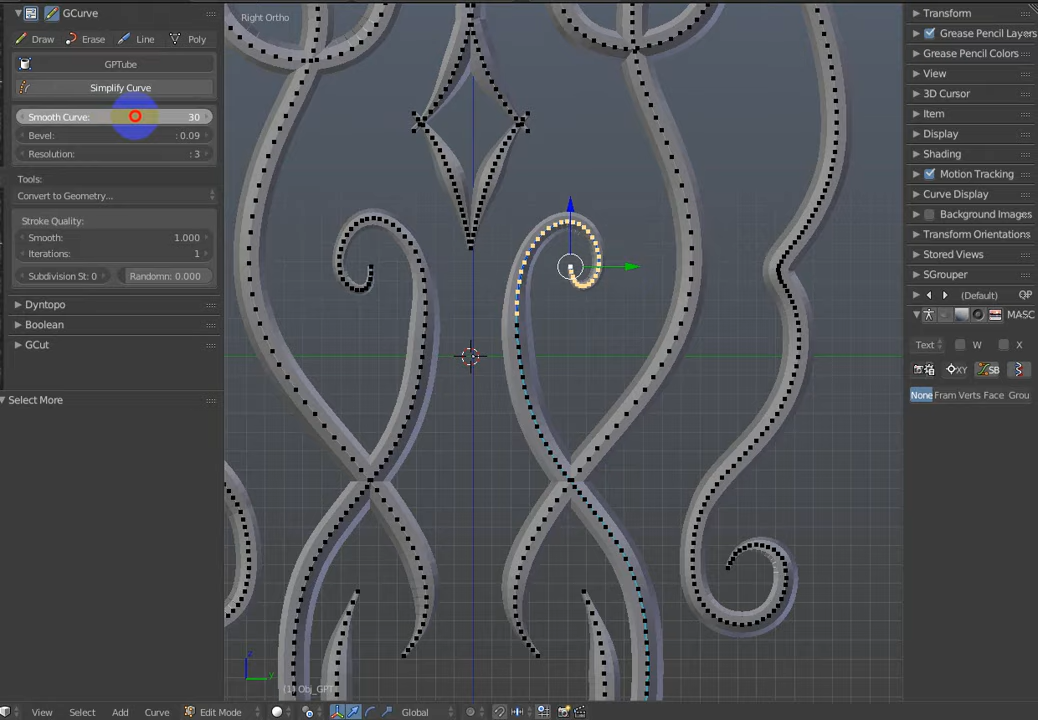 GCurve
Draw Erase Line Poly
GPTube
Simplify Curve
Smooth Curve: 30
Bevel: : 0.09
Resolution: : 3
Tools:
Convert to Geometry...
Stroke Quality:
Smooth: 1.000
Iterations: 1
Subdivision St: 0 Randomn: 0.000
Dyntopo
Boolean
GCut
Select More
Right Ortho
(1) Obj_GPT
View Select Add Curve Edit Mode Global
Transform
Grease Pencil Layers
Grease Pencil Colors
View
3D Cursor
Item
Display
Shading
Motion Tracking
Curve Display
Background Images
Transform Orientations
Stored Views
SGrouper
(Default) QP
MASC
Text W X
XY SB
None Fram Verts Face Grou
z
y